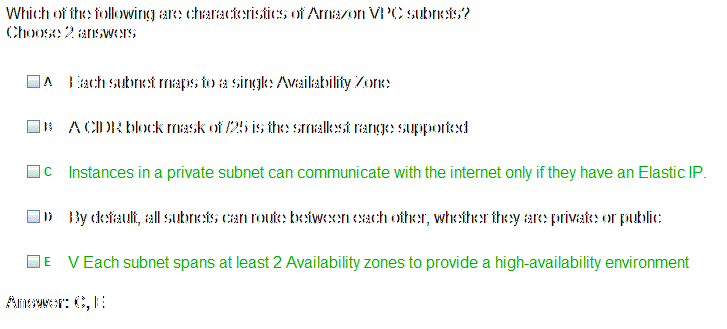 Which of the following are characteristics of Amazon VPC subnets?
Choose 2 answers
A Each subnet maps to a single Availability Zone
B A CIDR block mask of /25 is the smallest range supported
C Instances in a private subnet can communicate with the internet only if they have an Elastic IP.
D By default, all subnets can route between each other, whether they are private or public
E V Each subnet spans at least 2 Availability zones to provide a high-availability environment
Answer: C, E